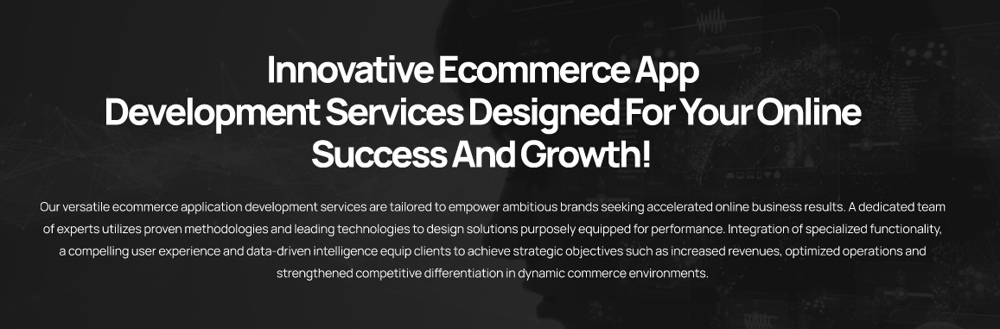 Innovative Ecommerce App
Development Services Designed For Your Online
Success And Growth!
Our versatile ecommerce application development services are tailored to empower ambitious brands seeking accelerated online business results. A dedicated team
of experts utilizes proven methodologies and leading technologies to design solutions purposely equipped for performance. Integration of specialized functionality,
a compelling user experience and data-driven intelligence equip clients to achieve strategic objectives such as increased revenues, optimized operations and
strengthened competitive differentiation in dynamic commerce environments.